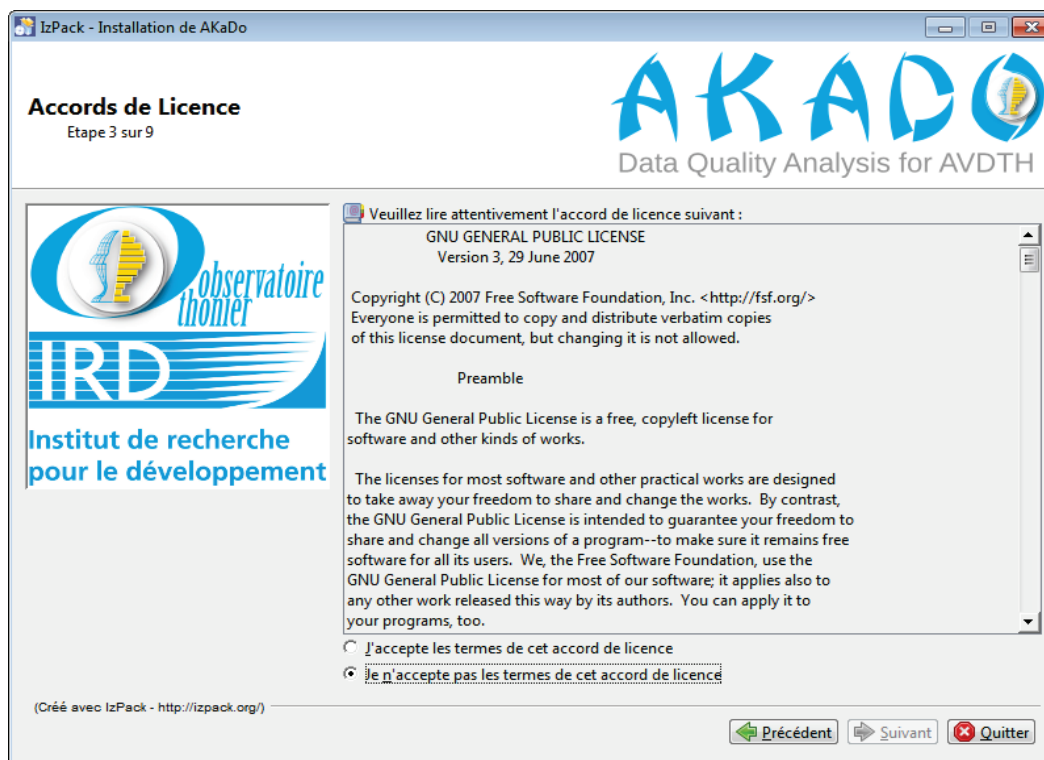 IzPack - Installation de AKaDo
Accords de Licence
Etape 3 sur 9
AKADO
Data Quality Analysis for AVDTH
Observatoire
thonier
IRD
Institut de recherche
pour le développement
Veuillez lire attentivement l'accord de licence suivant :
GNU GENERAL PUBLIC LICENSE
Version 3, 29 June 2007
Copyright (C) 2007 Free Software Foundation, Inc. <http://fsf.org/>
Everyone is permitted to copy and distribute verbatim copies
of this license document, but changing it is not allowed.
Preamble
The GNU General Public License is a free, copyleft license for
software and other kinds of works.
The licenses for most software and other practical works are designed
to take away your freedom to share and change the works.  By contrast,
the GNU General Public License is intended to guarantee your freedom to
share and change all versions of a program--to make sure it remains free
software for all its users.  We, the Free Software Foundation, use the
GNU General Public License for most of our software; it applies also to
any other work released this way by its authors.  You can apply it to
your programs, too.
J'accepte les termes de cet accord de licence
Je n'accepte pas les termes de cet accord de licence
(Créé avec IzPack - http://izpack.org/)
Précédent
Suivant
Quitter